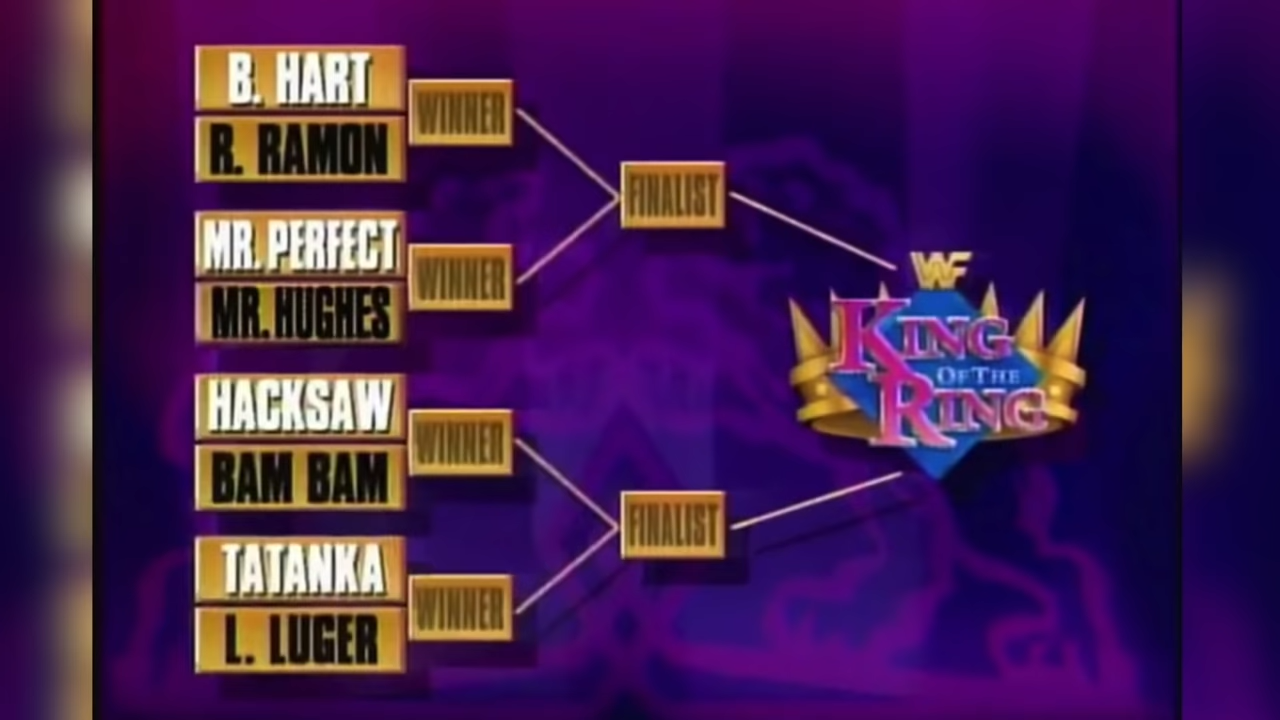 B. HART
WINNER
R. RAMON
FINALIST
MR. PERFECT
WINNER
MR. HUGHES
WF
KING
OF THE
RING
HACKSAW
WINNER
BAM BAM
FINALIST
TATANKA
WINNER
L. LUGER